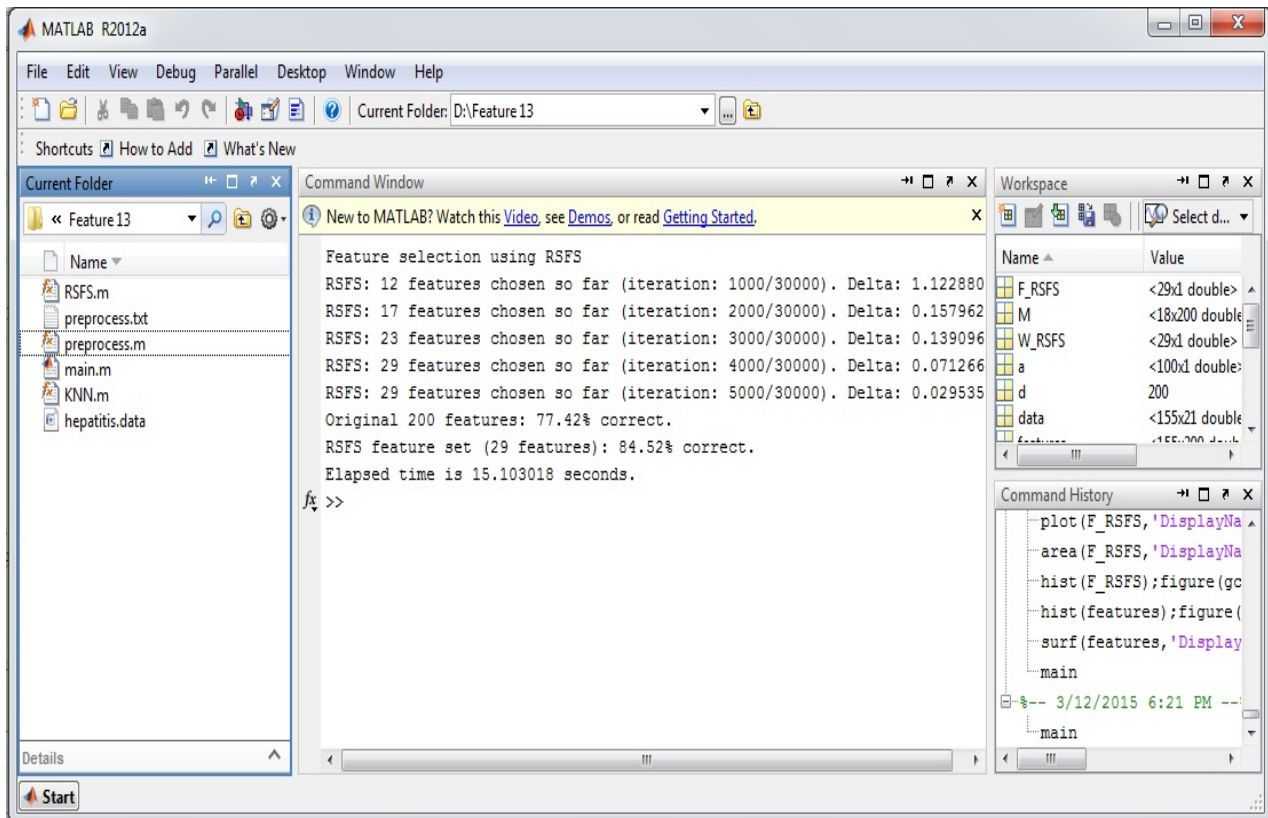 MATLAB R2012a
File Edit View Debug Parallel Desktop Window Help
Current Folder: D:\Feature 13
Shortcuts How to Add What's New
Current Folder
« Feature 13
Name
RSFS.m
preprocess.txt
preprocess.m
main.m
KNN.m
hepatitis.data
Details
Command Window
New to MATLAB? Watch this Video, see Demos, or read Getting Started.
Feature selection using RSFS
RSFS: 12 features chosen so far (iteration: 1000/30000). Delta: 1.122880
RSFS: 17 features chosen so far (iteration: 2000/30000). Delta: 0.157962
RSFS: 23 features chosen so far (iteration: 3000/30000). Delta: 0.139096
RSFS: 29 features chosen so far (iteration: 4000/30000). Delta: 0.071266
RSFS: 29 features chosen so far (iteration: 5000/30000). Delta: 0.029535
Original 200 features: 77.42% correct.
RSFS feature set (29 features): 84.52% correct.
Elapsed time is 15.103018 seconds.
fx >>
Workspace
Select d...
Name Value
F_RSFS <29x1 double>
M <18x200 double
W_RSFS <29x1 double>
a <100x1 double>
d 200
data <155x21 double
Command History
plot(F_RSFS,'DisplayNa
area(F_RSFS,'DisplayNa
hist(F_RSFS);figure(gc
hist(features);figure(
surf(features,'Display
main
%-- 3/12/2015 6:21 PM --
main
Start